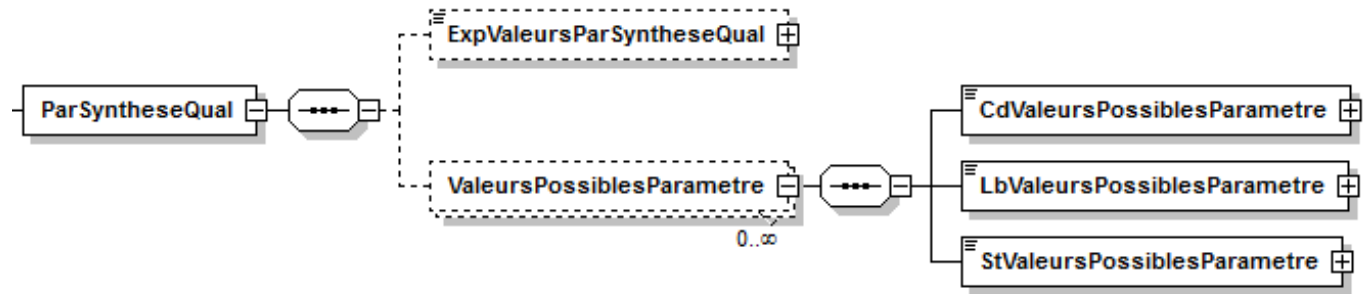 ExpValeursParSyntheseQual
ParSyntheseQual
CdValeursPossiblesParametre
ValeursPossiblesParametre
LbValeursPossiblesParametre
0..∞
StValeursPossiblesParametre